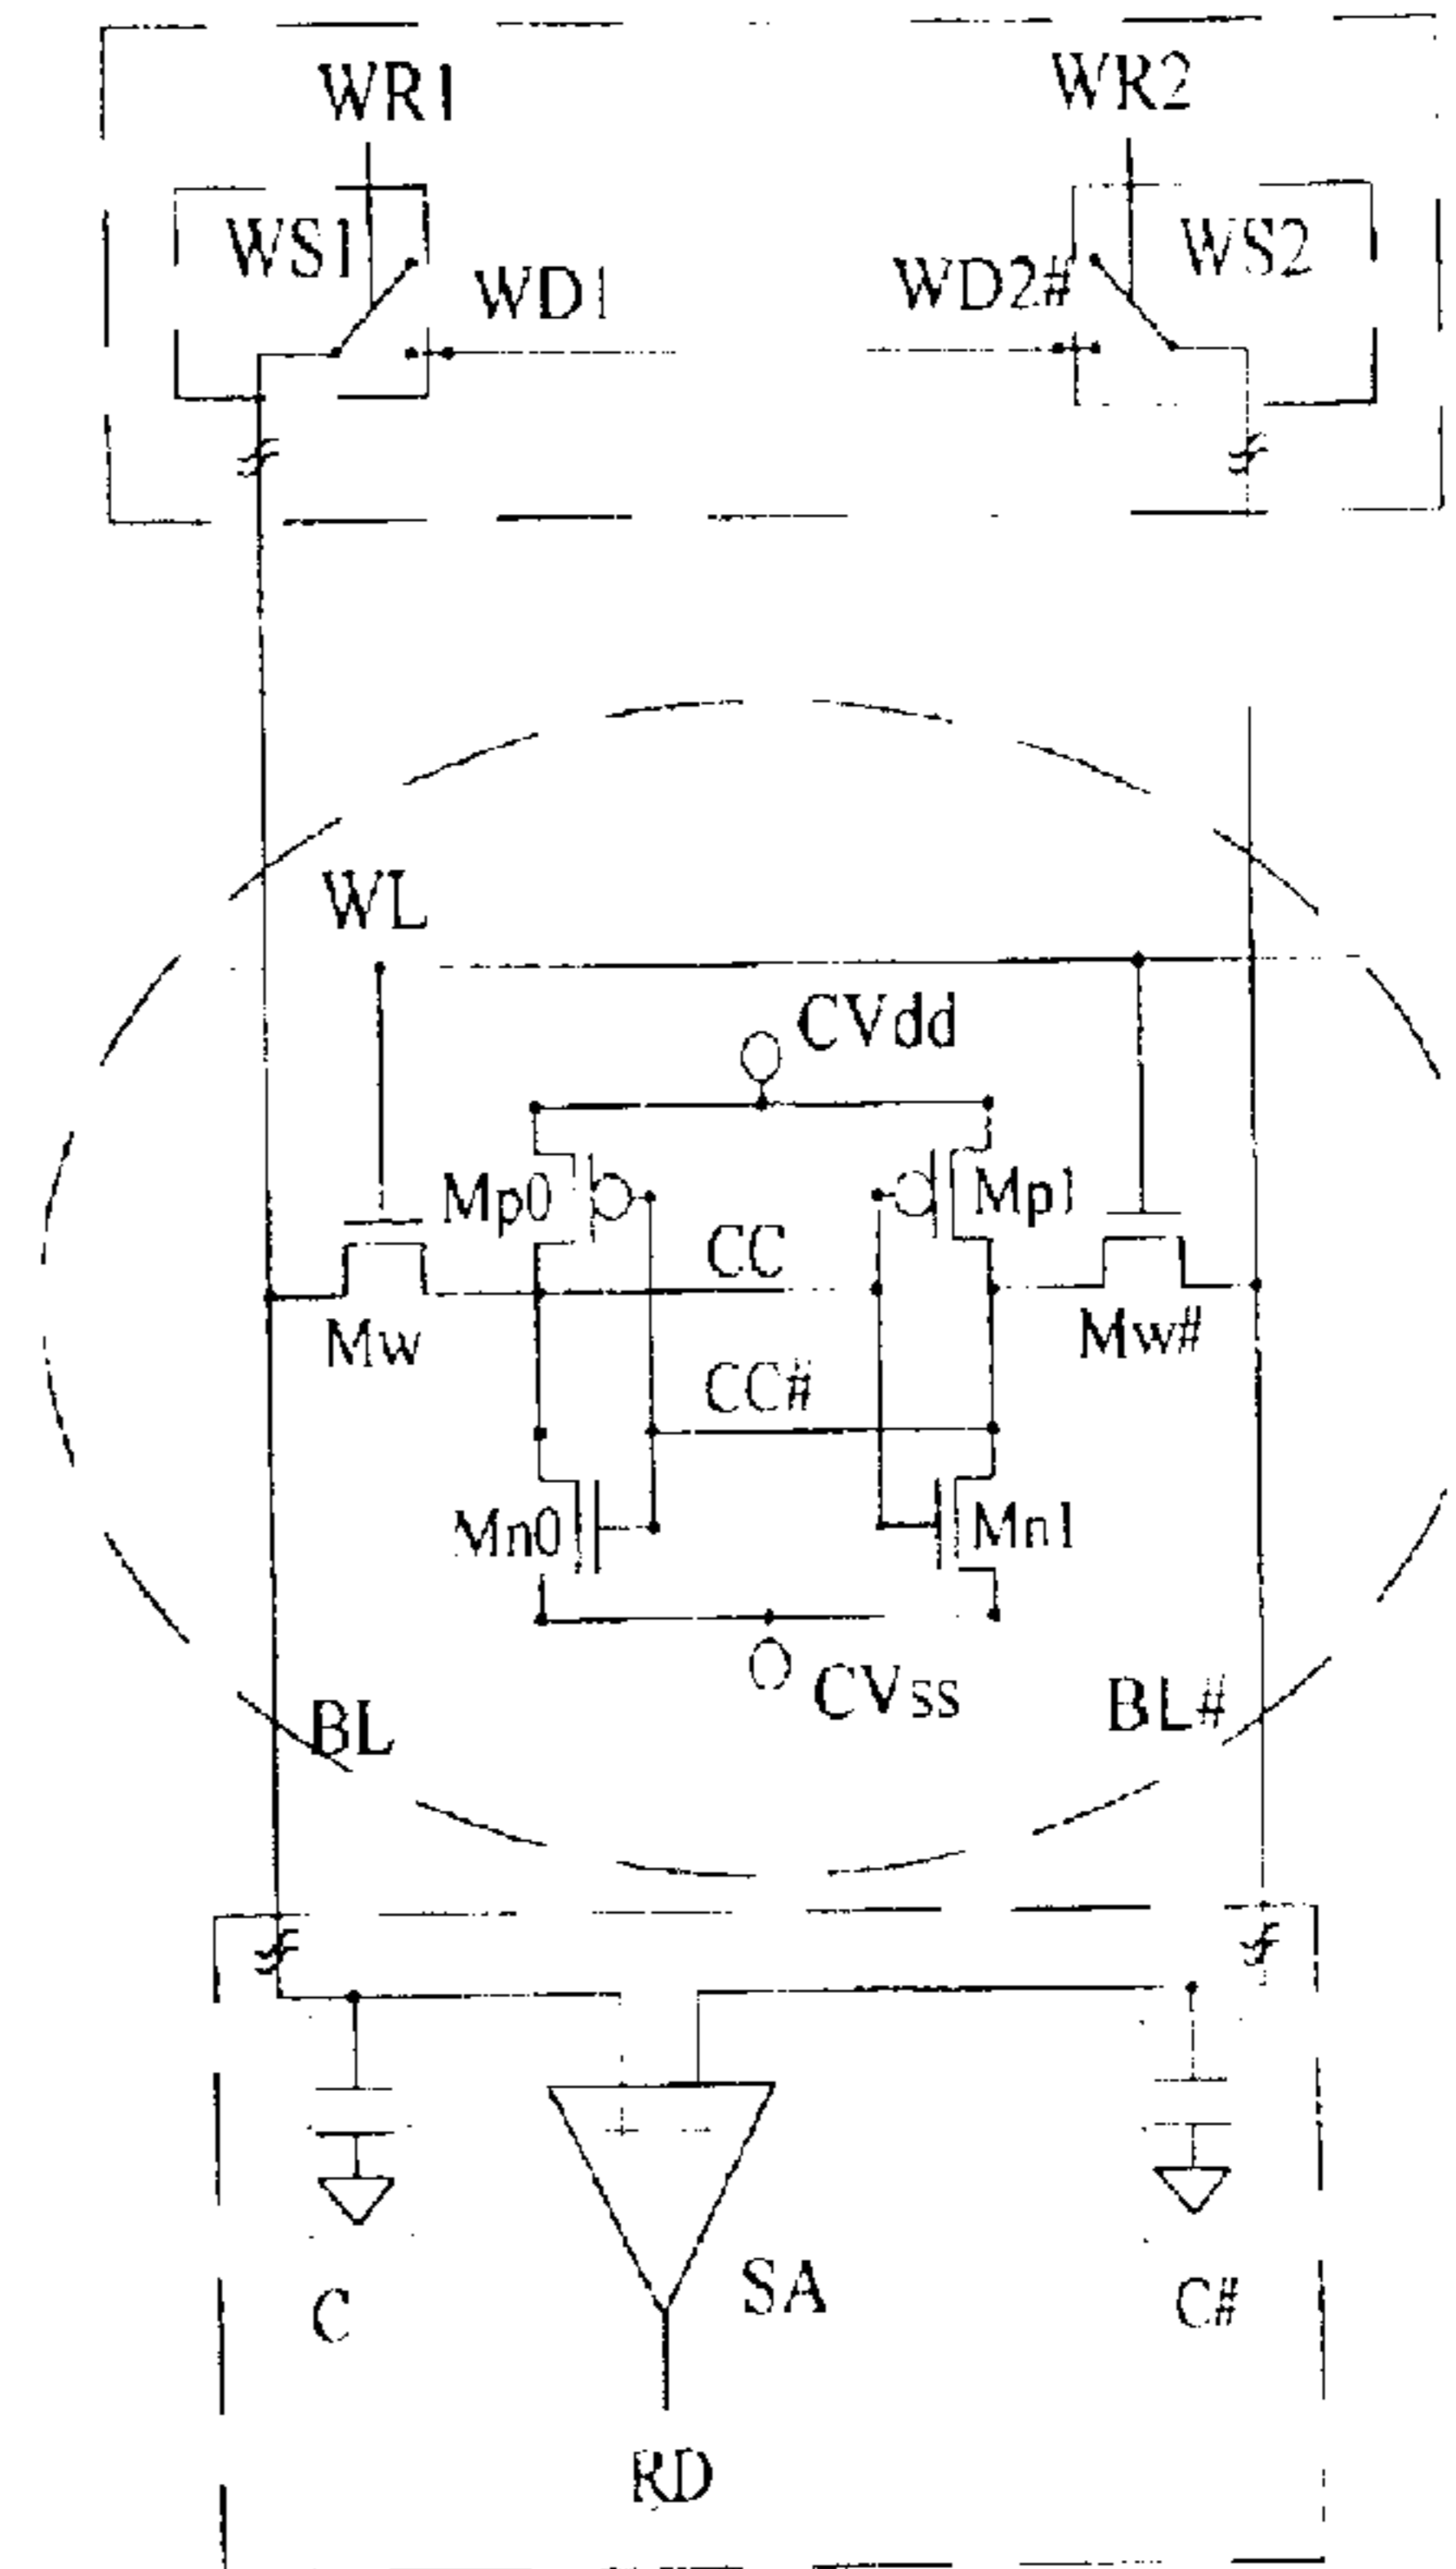 WR1
WR2
WS1
WS2
WD1
WD2#
WL
CVdd
Mp0
Mp1
CC
Mw
Mw#
CC#
Mn0
Mn1
CVss
BL
BL#
SA
C
C#
RD